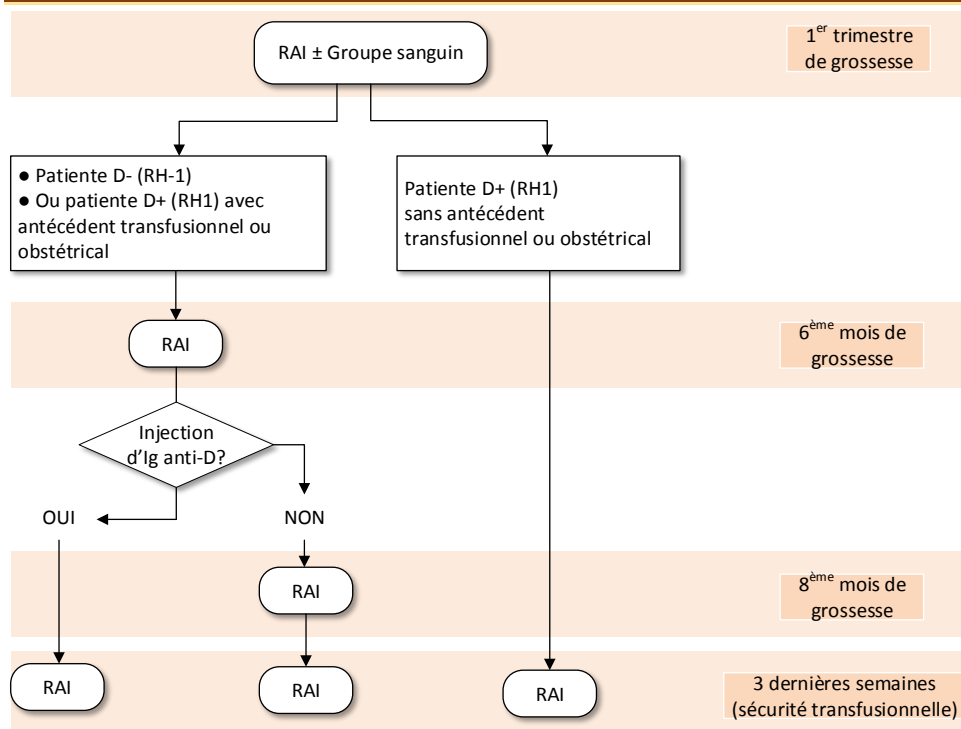 RAI ± Groupe sanguin
1er trimestre
de grossesse
● Patiente D- (RH-1)
● Ou patiente D+ (RH1) avec
antécédent transfusionnel ou
obstétrical
Patiente D+ (RH1)
sans antécédent
transfusionnel ou obstétrical
RAI
6ème mois de
grossesse
Injection
d'Ig anti-D?
OUI
NON
RAI
8ème mois de
grossesse
RAI
RAI
RAI
3 dernières semaines
(sécurité transfusionnelle)